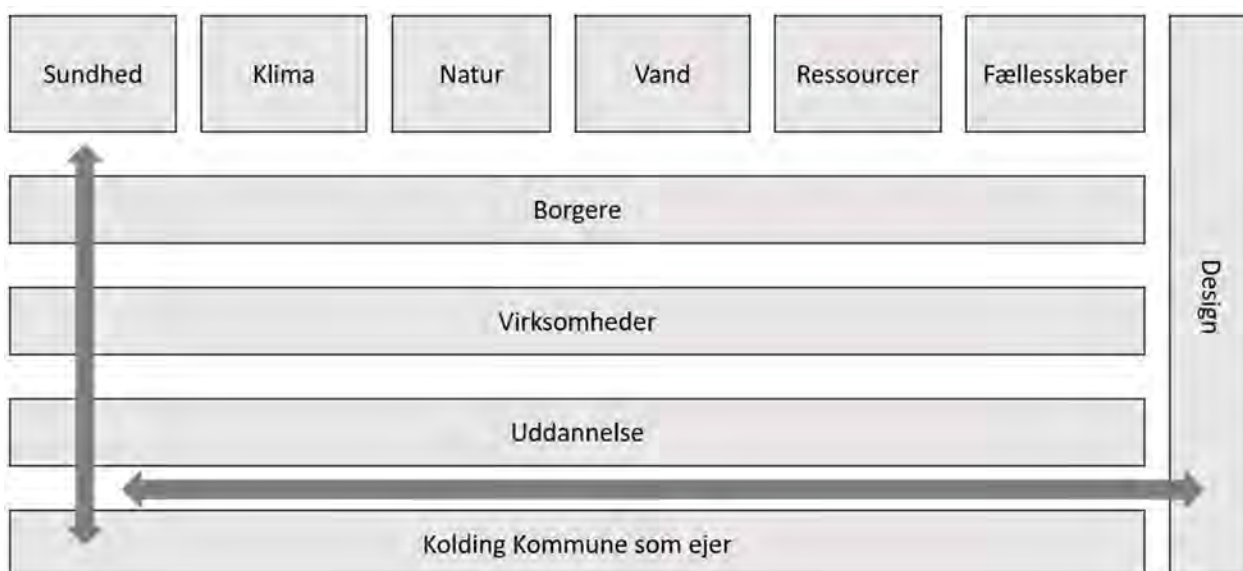 Sundhed
Klima
Natur
Vand
Ressourcer
Fællesskaber
Borgere
Virksomheder
Uddannelse
Kolding Kommune som ejer
Design